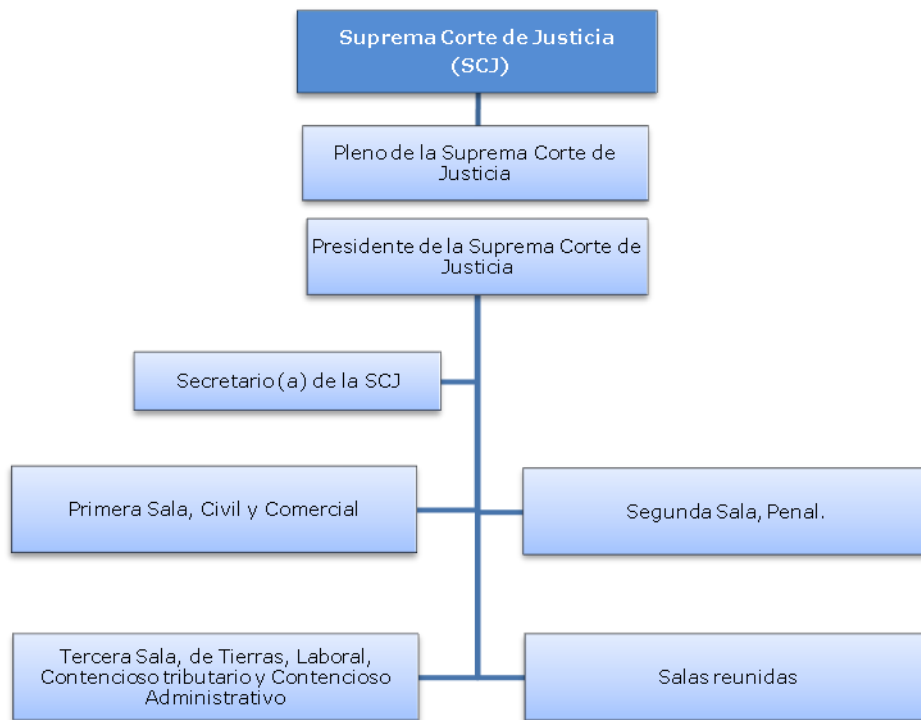 Suprema Corte de Justicia
(SCJ)
Pleno de la Suprema Corte de
Justicia
Presidente de la Suprema Corte de
Justicia
Secretario(a) de la SCJ
Primera Sala, Civil y Comercial
Segunda Sala, Penal.
Tercera Sala, de Tierras, Laboral,
Contencioso tributario y Contencioso
Administrativo
Salas reunidas